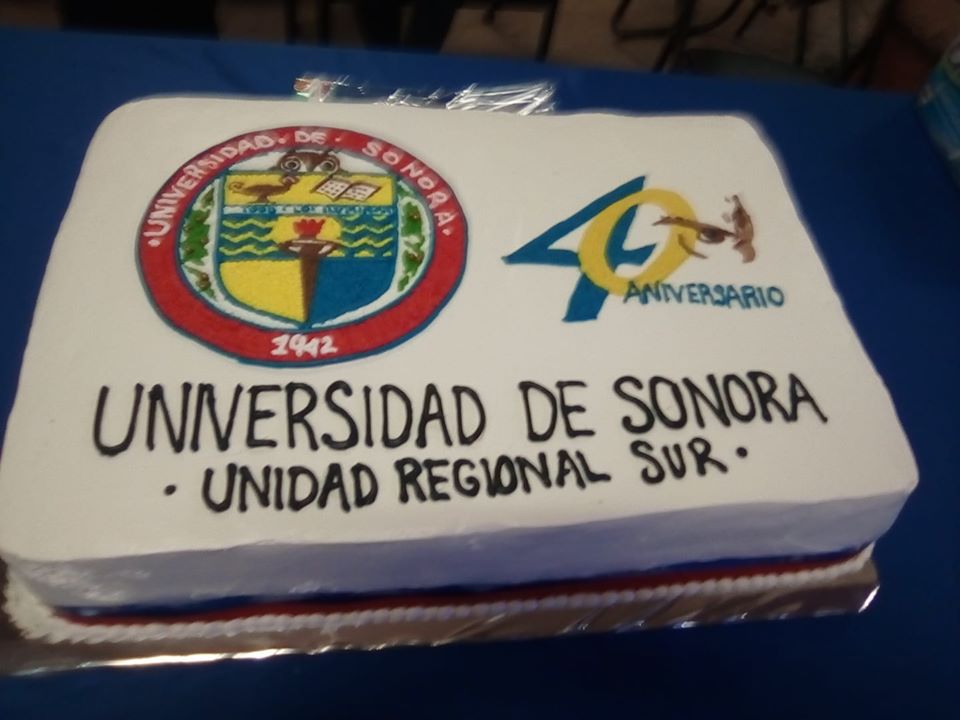 ·UNIVERSIDAD·DE·SONORA·
1942
40
ANIVERSARIO
UNIVERSIDAD DE SONORA
·UNIDAD REGIONAL SUR·